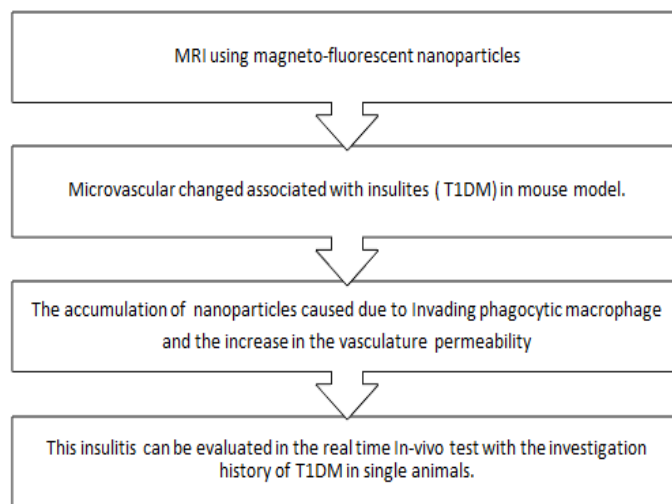 MRI using magneto-fluorescent nanoparticles
Microvascular changed associated with insulites ( T1DM) in mouse model.
The accumulation of nanoparticles caused due to Invading phagocytic macrophage
and the increase in the vasculature permeability
This insulitis can be evaluated in the real time In-vivo test with the investigation
history of T1DM in single animals.